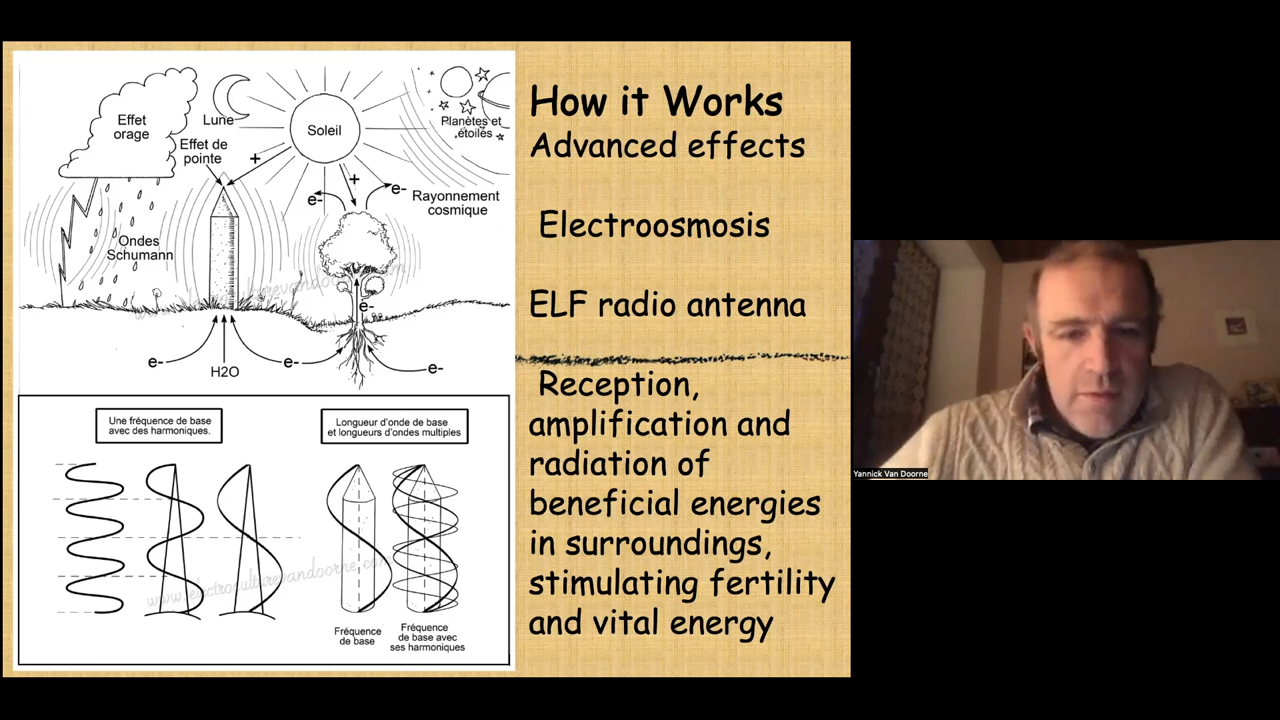 Effet
orage
Lune
Soleil
Planètes et
étoiles
Effet de
pointe
+
+
e-
e-
Rayonnement
cosmique
Ondes
Schumann
e-
e-
e-
e-
H2O
Une fréquence de base
avec des harmoniques.
Longueur d'onde de base
et longueurs d'ondes multiples
www.electroculturevandoorne.com
Fréquence
de base
Fréquence
de base avec
ses harmoniques
How it Works
Advanced effects
Electroosmosis
ELF radio antenna
Reception,
amplification and
radiation of
beneficial energies
in surroundings,
stimulating fertility
and vital energy
Yannick Van Doorne